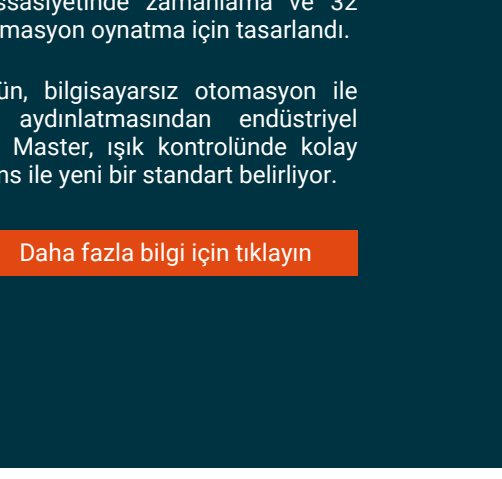 zamanlama ve 32
masyon oynatma için tasarlandı.
ün, bilgisayarsız otomasyon ile
aydınlatmasından endüstriyel
Master, ışık kontrolünde kolay
ns ile yeni bir standart belirliyor.
Daha fazla bilgi için tıklayın